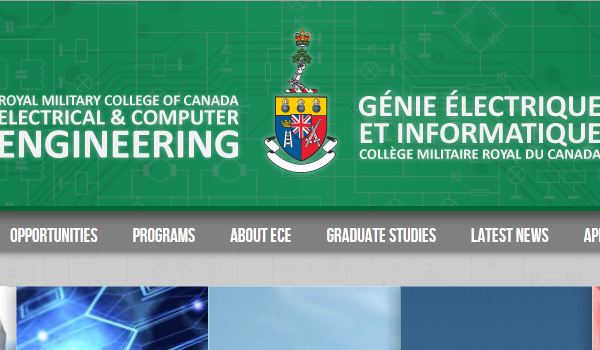 ROYAL MILITARY COLLEGE OF CANADA
ELECTRICAL & COMPUTER
ENGINEERING
GÉNIE ÉLECTRIQUE
ET INFORMATIQUE
COLLÈGE MILITAIRE ROYAL DU CANADA
OPPORTUNITIES PROGRAMS ABOUT ECE GRADUATE STUDIES LATEST NEWS